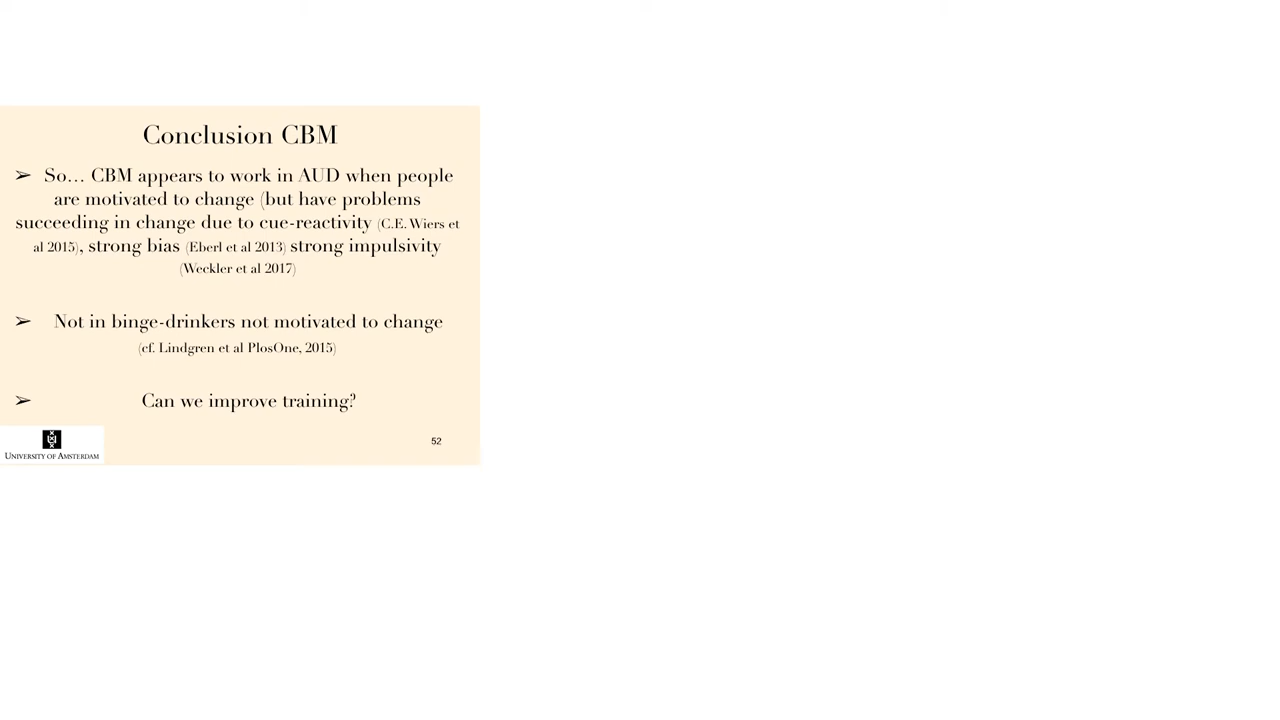 Conclusion CBM
➢ So… CBM appears to work in AUD when people
are motivated to change (but have problems
succeeding in change due to cue-reactivity (C.E. Wiers et
al 2015), strong bias (Eberl et al 2013) strong impulsivity
(Weckler et al 2017)
➢ Not in binge-drinkers not motivated to change
(cf. Lindgren et al PlosOne, 2015)
➢ Can we improve training?
52
UNIVERSITY OF AMSTERDAM